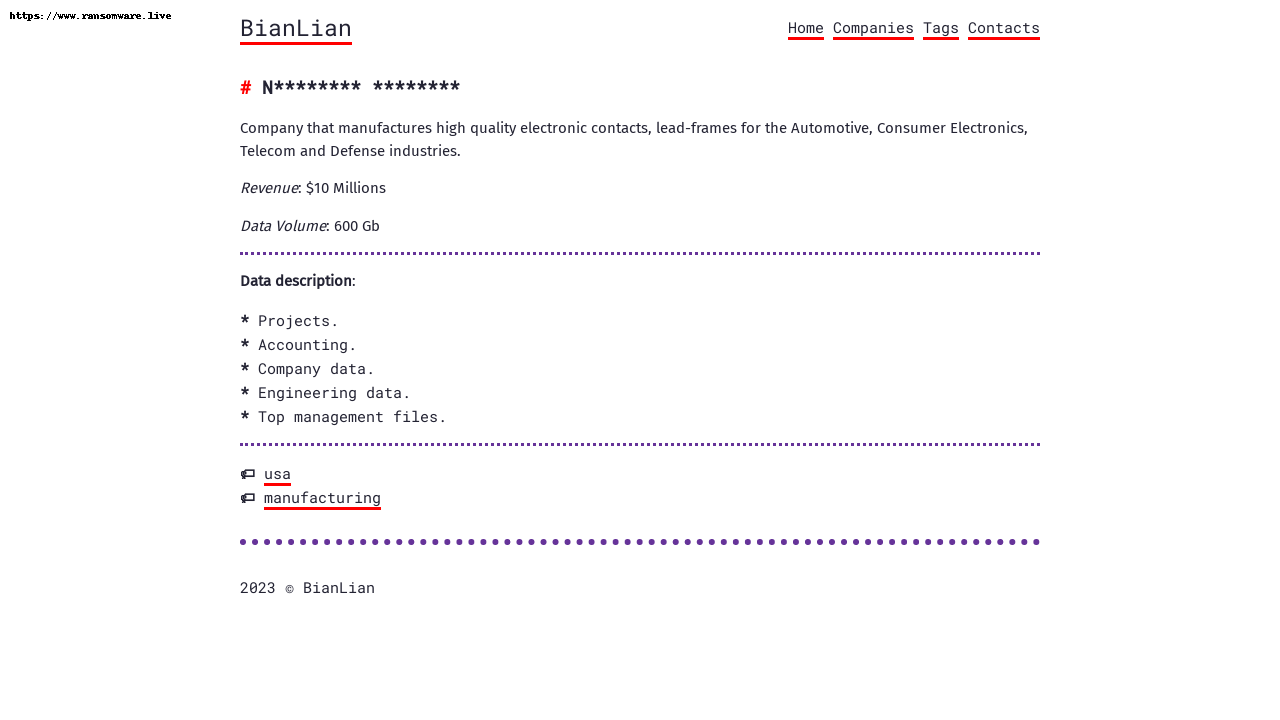 https://www.ransomware.live
BianLian
Home Companies Tags Contacts
# N******** ********
Company that manufactures high quality electronic contacts, lead-frames for the Automotive, Consumer Electronics,
Telecom and Defense industries.
Revenue: $10 Millions
Data Volume: 600 Gb
Data description:
* Projects.
* Accounting.
* Company data.
* Engineering data.
* Top management files.
usa
manufacturing
2023 © BianLian